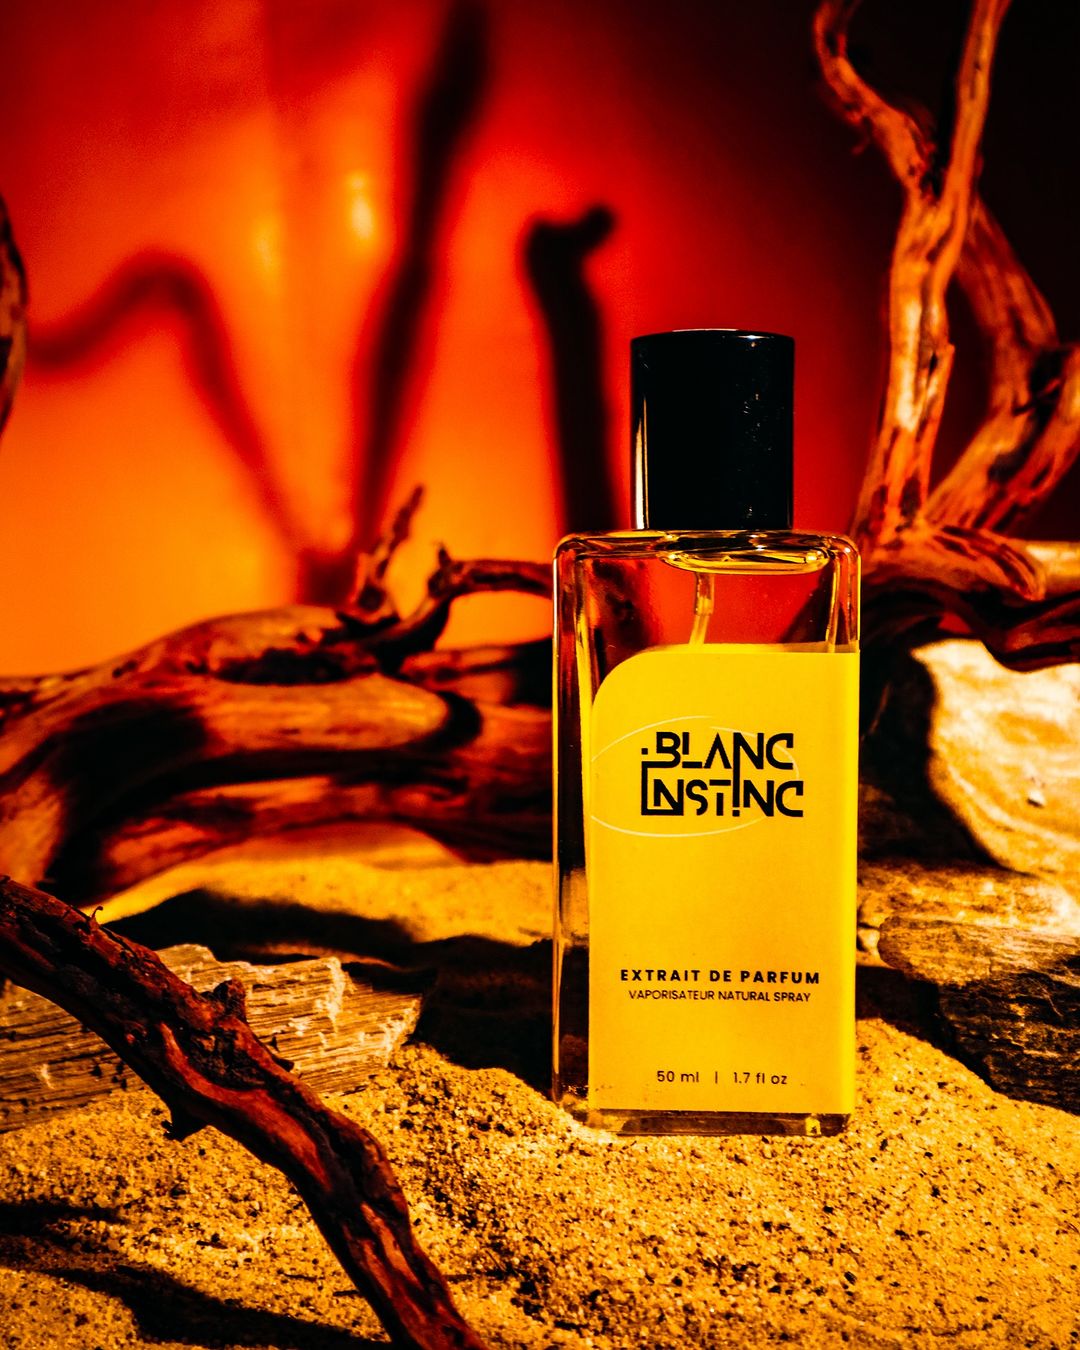 BLANC
INSTINC
EXTRAIT DE PARFUM
VAPORISATEUR NATURAL SPRAY
50 ml | 1.7 fl oz